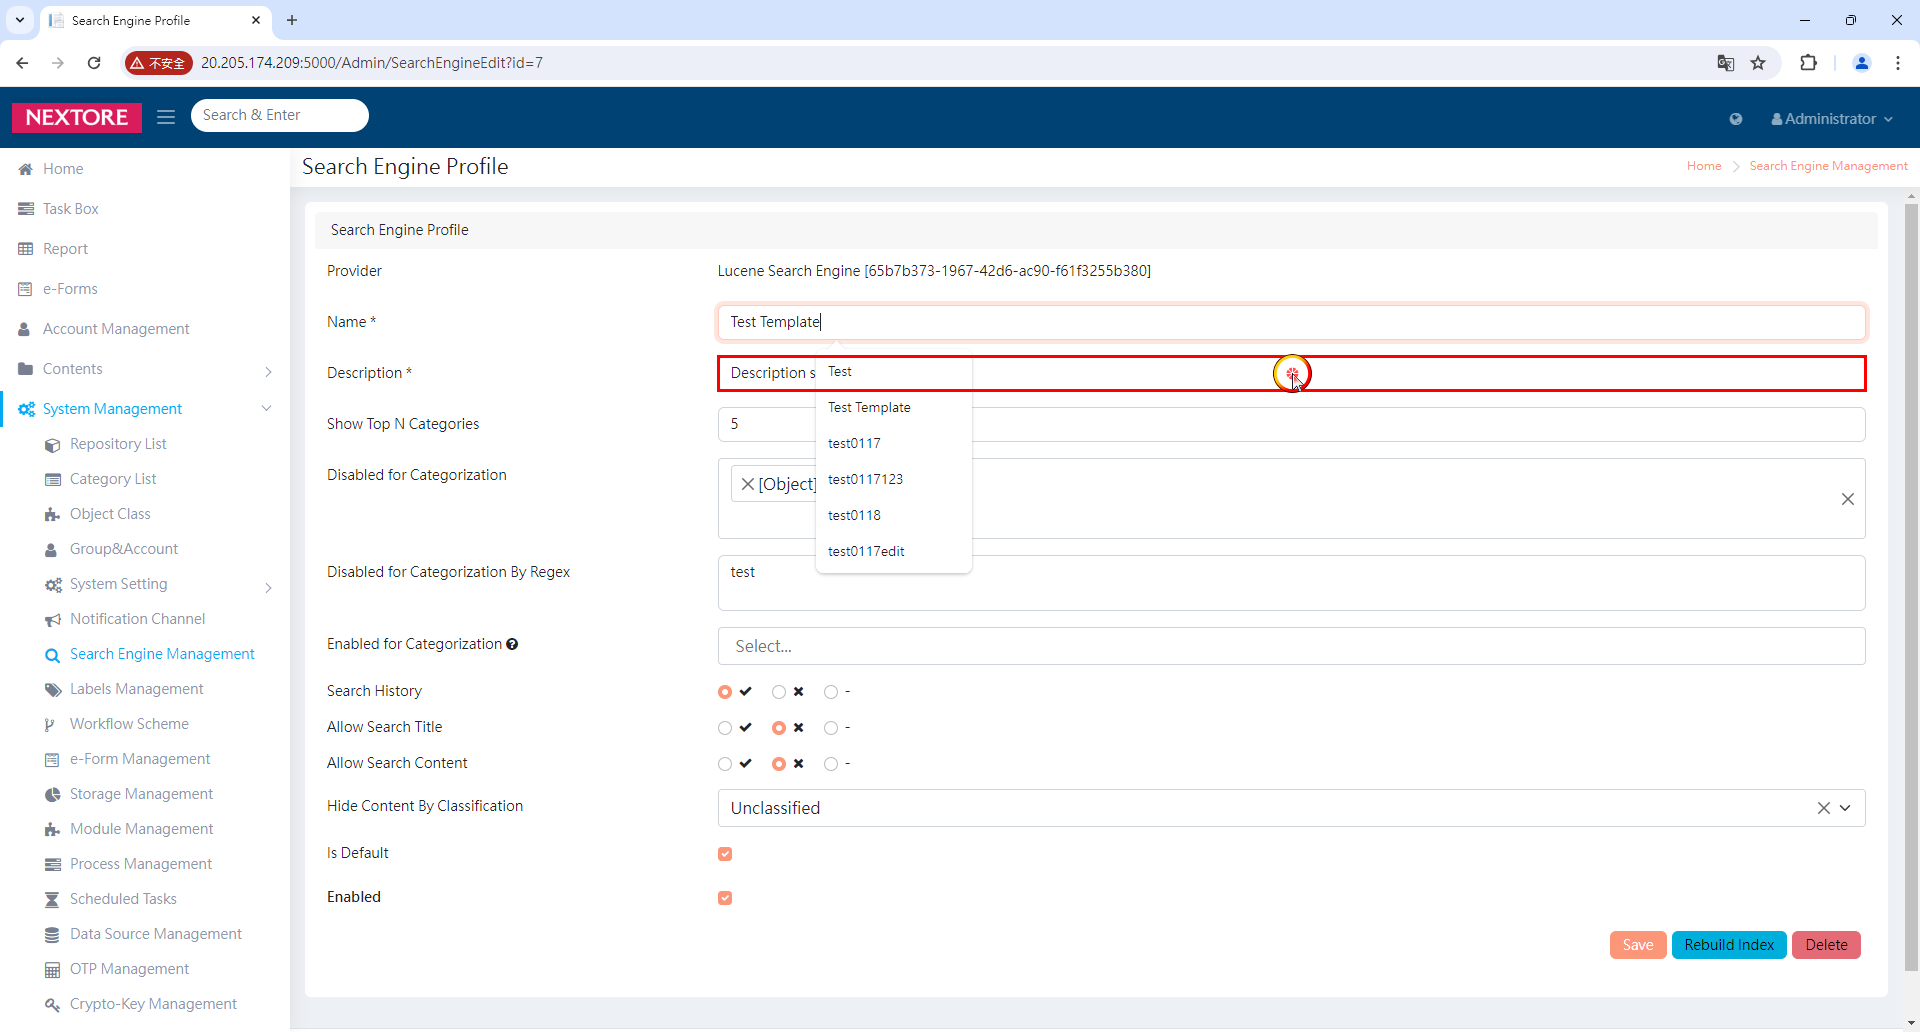 Search Engine Profile
不安全
20.205.174.209:5000/Admin/SearchEngineEdit?id=7
NEXTORE
Search & Enter
Administrator
Home
Task Box
Report
e-Forms
Account Management
Contents
System Management
Repository List
Category List
Object Class
Group&Account
System Setting
Notification Channel
Search Engine Management
Labels Management
Workflow Scheme
e-Form Management
Storage Management
Module Management
Process Management
Scheduled Tasks
Data Source Management
OTP Management
Crypto-Key Management
Search Engine Profile
Home
Search Engine Management
Search Engine Profile
Provider
Lucene Search Engine [65b7b373-1967-42d6-ac90-f61f3255b380]
Name *
Test Template
Description *
Description s
Test
Test Template
test0117
test0117123
test0118
test0117edit
Show Top N Categories
5
Disabled for Categorization
[Object]
Disabled for Categorization By Regex
test
Enabled for Categorization
Select...
Search History
-
Allow Search Title
-
Allow Search Content
-
Hide Content By Classification
Unclassified
Is Default
Enabled
Save
Rebuild Index
Delete